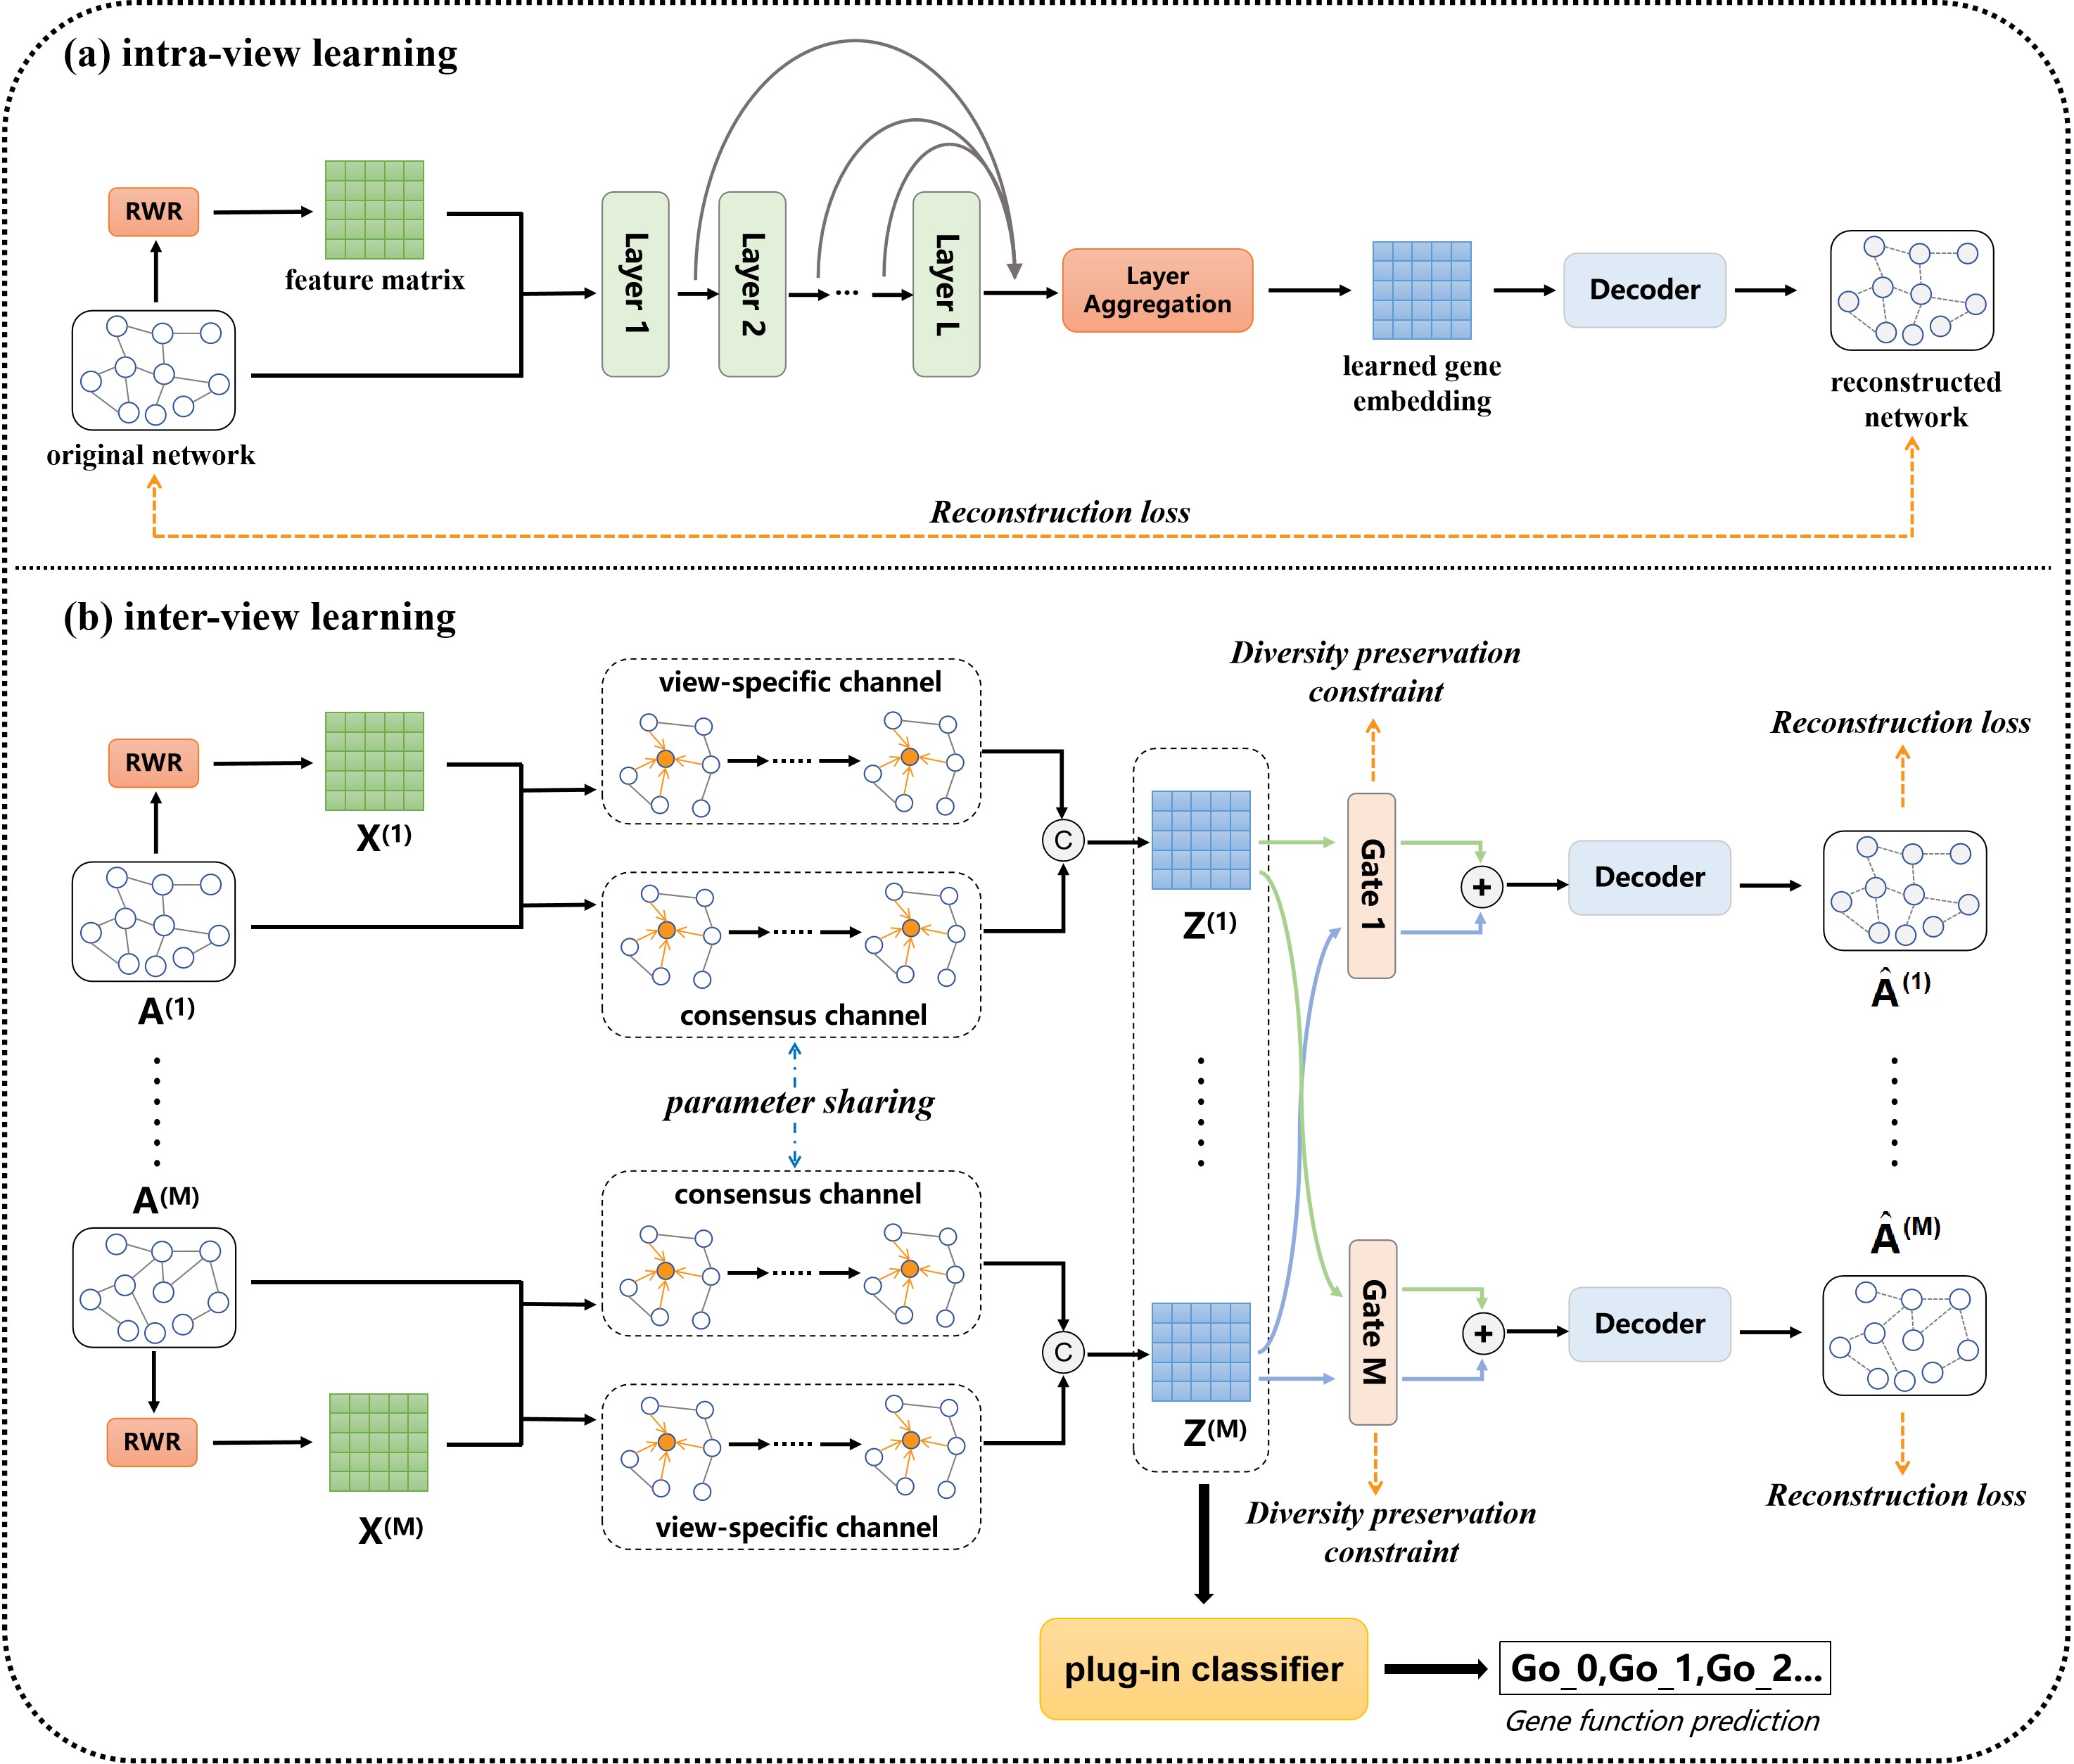 (a) intra-view learning
RWR
feature matrix
original network
Layer 1
Layer 2
...
Layer L
Layer
Aggregation
learned gene
embedding
Decoder
reconstructed
network
Reconstruction loss
(b) inter-view learning
RWR
X(1)
A(1)
view-specific channel
consensus channel
parameter sharing
C
Z(1)
Diversity preservation
constraint
Gate 1
+
Decoder
Reconstruction loss
Â(1)
A(M)
RWR
X(M)
consensus channel
view-specific channel
C
Z(M)
Gate M
Diversity preservation
constraint
+
Decoder
Â(M)
Reconstruction loss
plug-in classifier
Go_0,Go_1,Go_2...
Gene function prediction